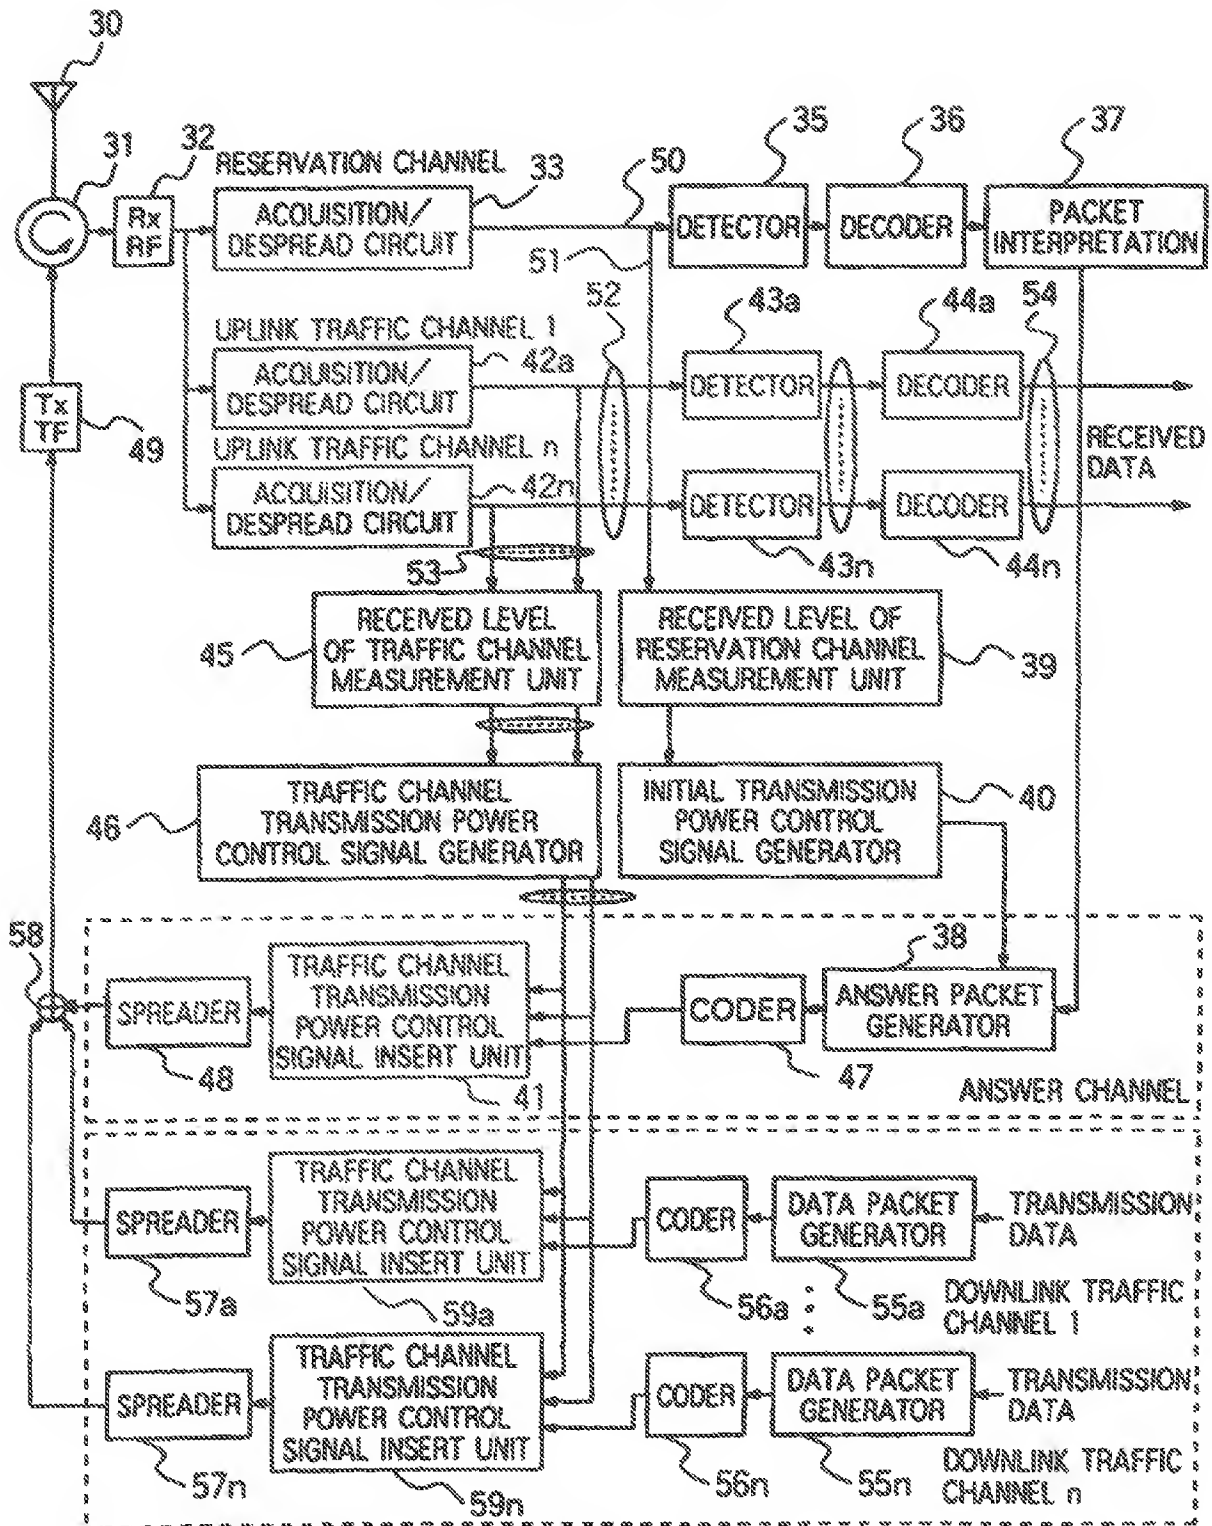 30
31
32
RESERVATION CHANNEL
33
50
35
36
37
Rx
RF
ACQUISITION/
DESPREAD CIRCUIT
DETECTOR
DECODER
PACKET
INTERPRETATION
51
52
43a
44a
54
UPLINK TRAFFIC CHANNEL 1
42a
ACQUISITION/
DESPREAD CIRCUIT
DETECTOR
DECODER
Tx
TF
49
UPLINK TRAFFIC CHANNEL n
42n
RECEIVED
DATA
ACQUISITION/
DESPREAD CIRCUIT
DETECTOR
DECODER
53
43n
44n
45
RECEIVED LEVEL
OF TRAFFIC CHANNEL
MEASUREMENT UNIT
RECEIVED LEVEL OF
RESERVATION CHANNEL
MEASUREMENT UNIT
39
46
TRAFFIC CHANNEL
TRANSMISSION POWER
CONTROL SIGNAL GENERATOR
INITIAL TRANSMISSION
POWER CONTROL
SIGNAL GENERATOR
40
58
38
SPREADER
TRAFFIC CHANNEL
TRANSMISSION
POWER CONTROL
SIGNAL INSERT UNIT
CODER
ANSWER PACKET
GENERATOR
48
41
47
ANSWER CHANNEL
SPREADER
TRAFFIC CHANNEL
TRANSMISSION
POWER CONTROL
SIGNAL INSERT UNIT
CODER
DATA PACKET
GENERATOR
TRANSMISSION
DATA
57a
59a
56a
55a
DOWNLINK TRAFFIC
CHANNEL 1
SPREADER
TRAFFIC CHANNEL
TRANSMISSION
POWER CONTROL
SIGNAL INSERT UNIT
CODER
DATA PACKET
GENERATOR
TRANSMISSION
DATA
57n
59n
56n
55n
DOWNLINK TRAFFIC
CHANNEL n